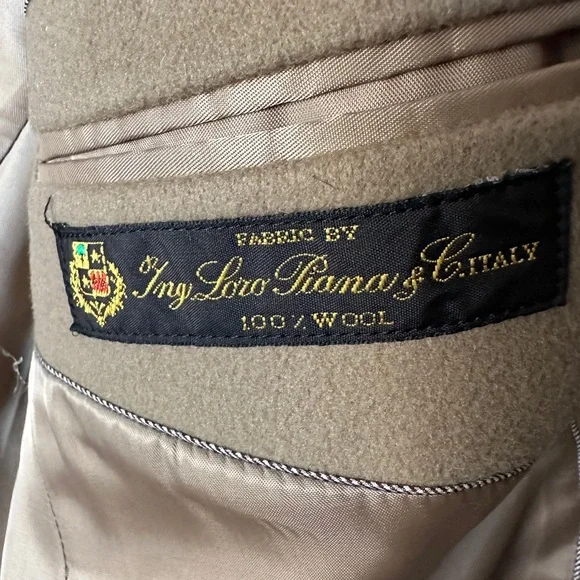 FABRIC BY
Ing Loro Piana & C. ITALY
100% WOOL